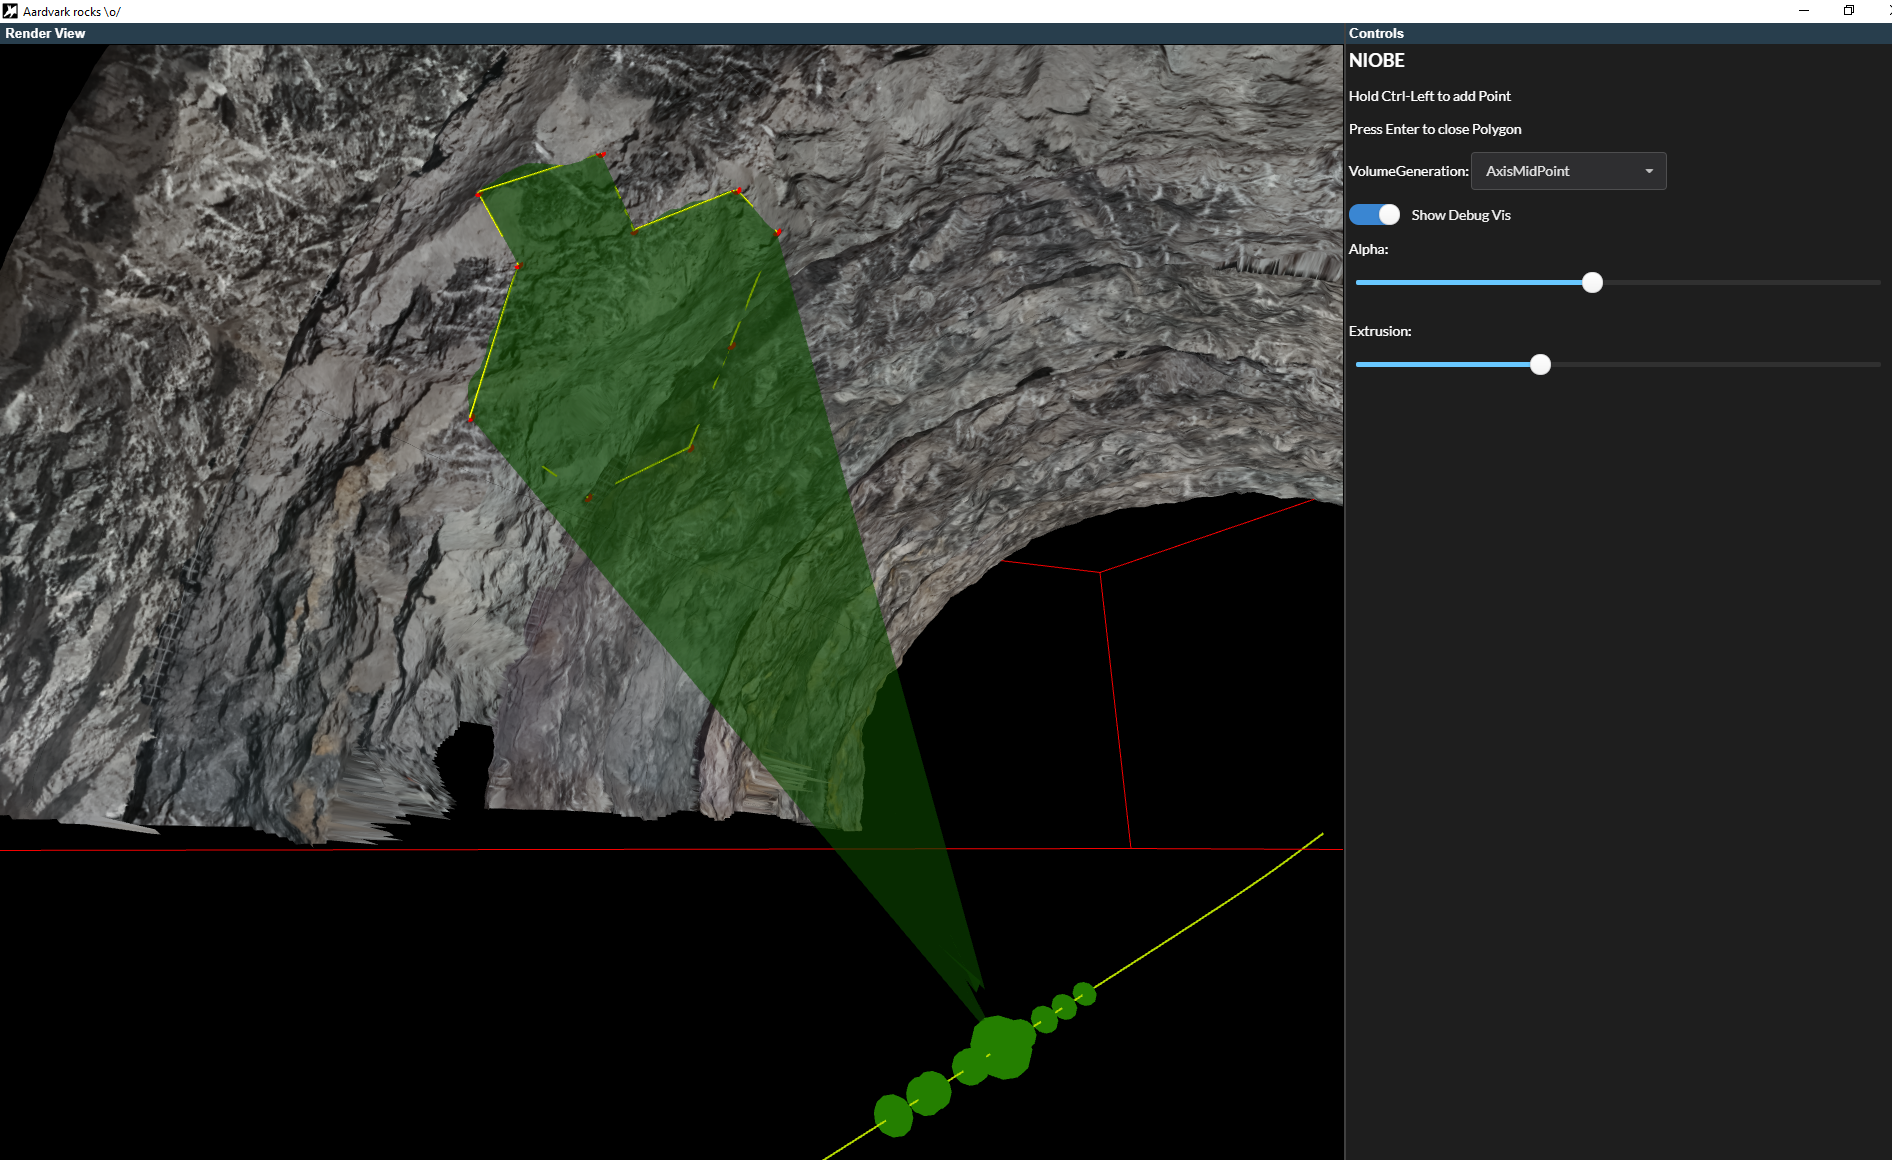 Aardvark rocks \o/
Render View
Controls
NIOBE
Hold Ctrl-Left to add Point
Press Enter to close Polygon
VolumeGeneration: AxisMidPoint
Show Debug Vis
Alpha:
Extrusion: